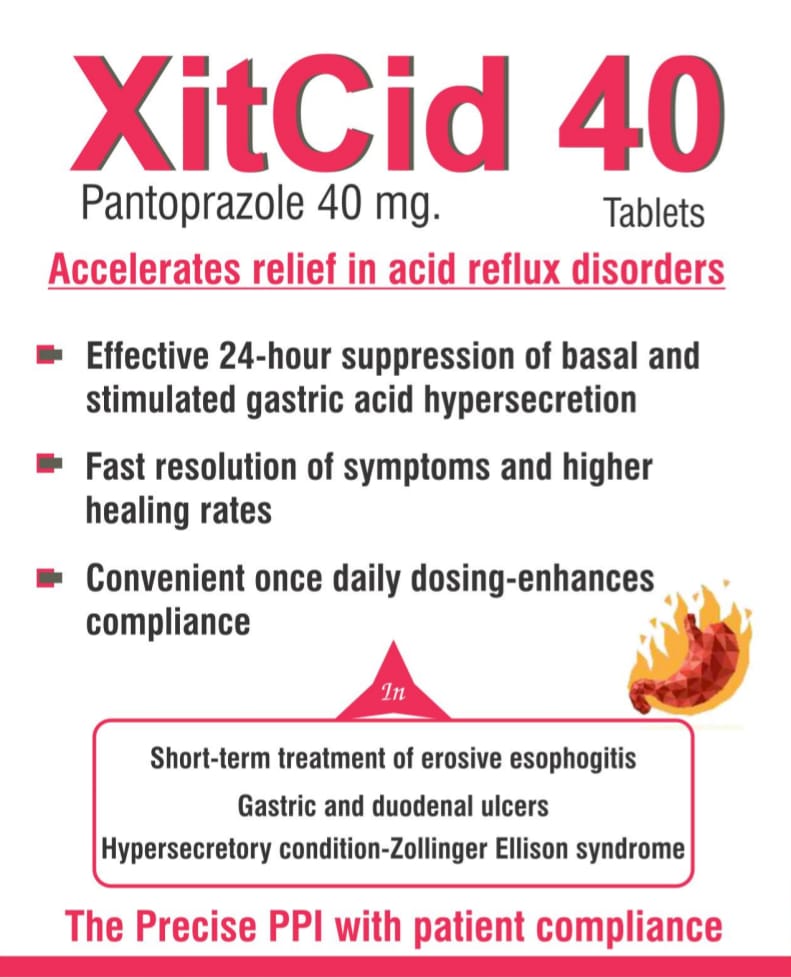 XitCid 40
Pantoprazole 40 mg. Tablets
Accelerates relief in acid reflux disorders
Effective 24-hour suppression of basal and
stimulated gastric acid hypersecretion
Fast resolution of symptoms and higher
healing rates
Convenient once daily dosing-enhances
compliance
In
Short-term treatment of erosive esophogitis
Gastric and duodenal ulcers
Hypersecretory condition-Zollinger Ellison syndrome
The Precise PPI with patient compliance